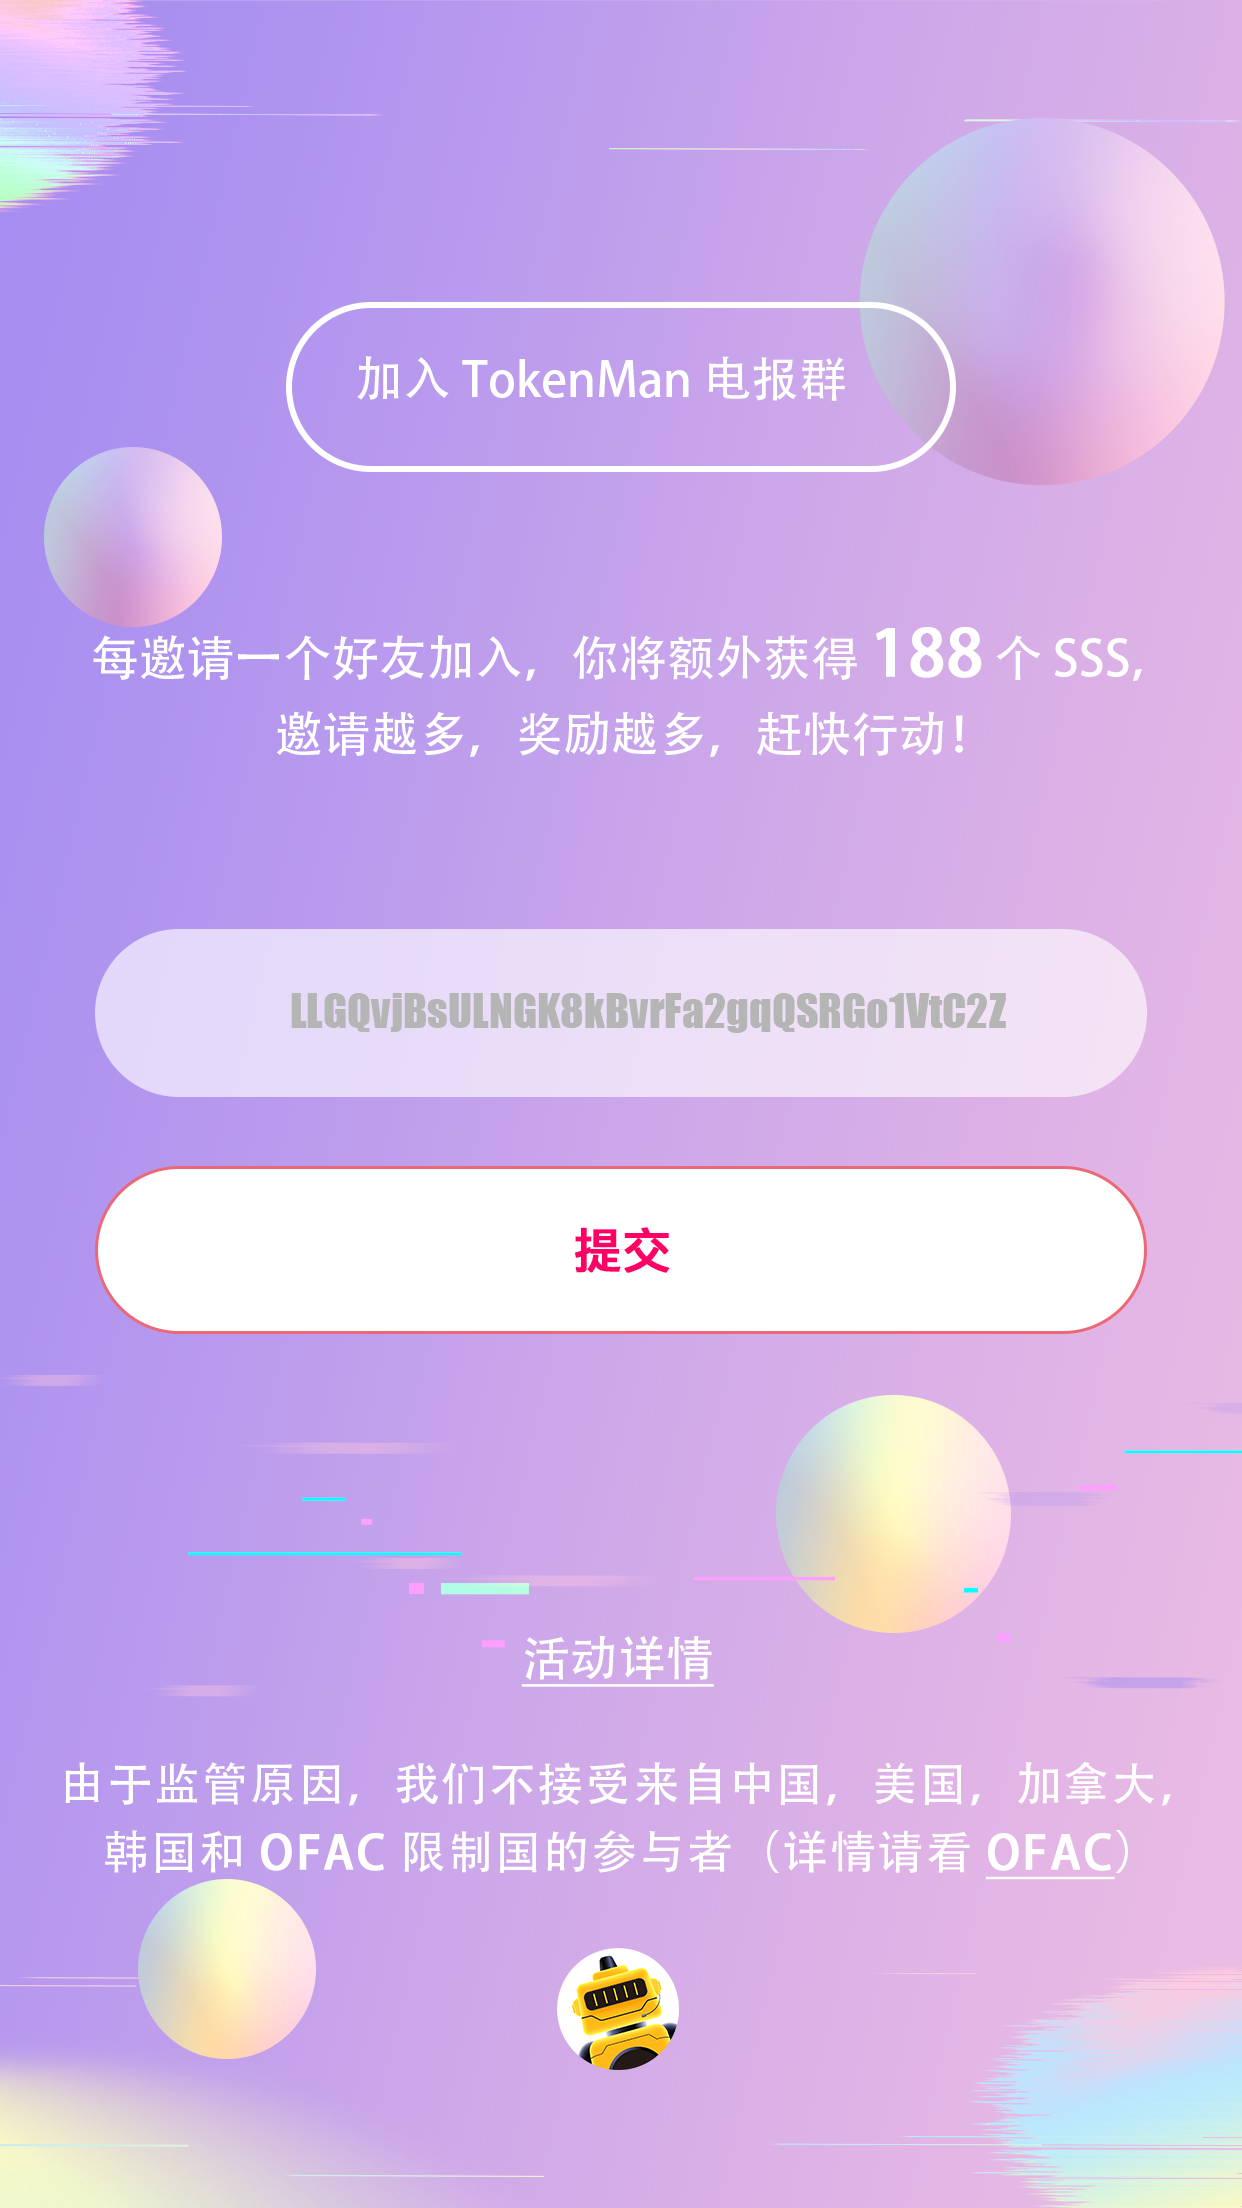 加入 TokenMan 电报群
每邀请一个好友加入，你将额外获得 188 个 SSS,
邀请越多，奖励越多，赶快行动！
LLGQvjBsULNGK8kBvrFa2gqQSRGo1VtC2Z
提交
活动详情
由于监管原因，我们不接受来自中国，美国，加拿大，
韩国和 OFAC 限制国的参与者（详情请看 OFAC）